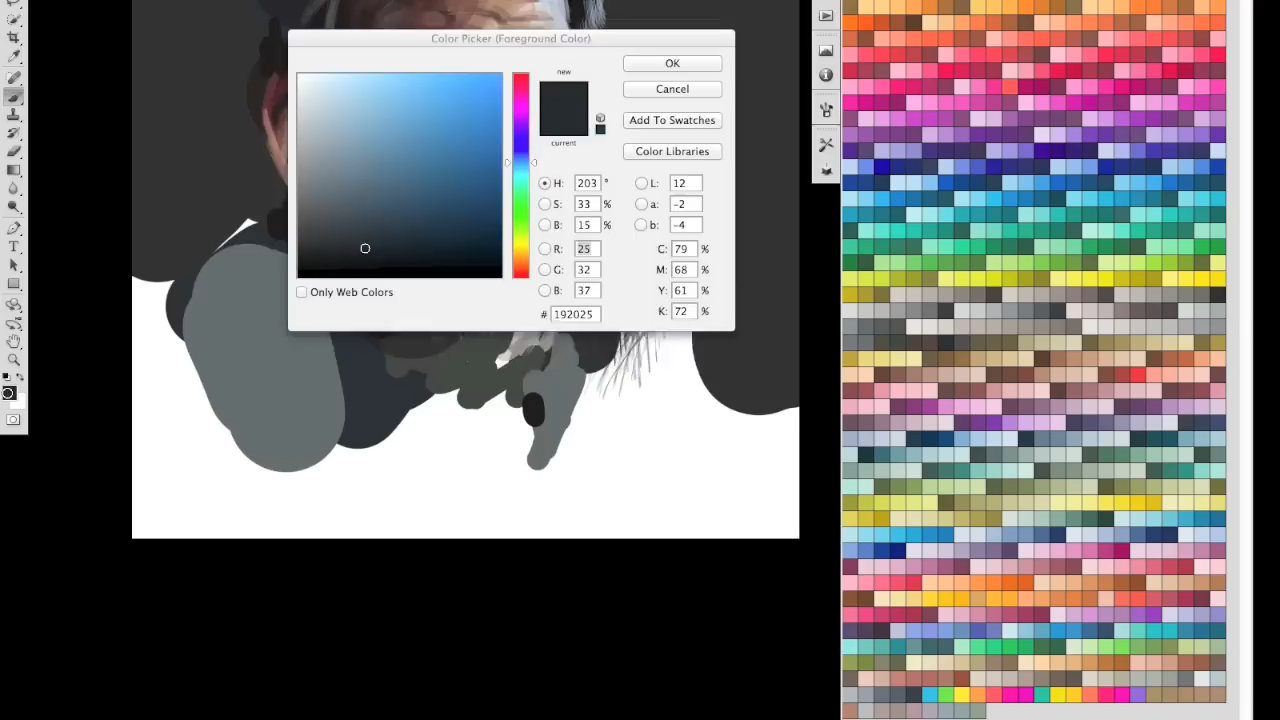 Color Picker (Foreground Color)
new
current
OK
Cancel
Add To Swatches
Color Libraries
H: 203 °
S: 33 %
B: 15 %
R: 25
G: 32
B: 37
# 192025
L: 12
a: -2
b: -4
C: 79 %
M: 68 %
Y: 61 %
K: 72 %
Only Web Colors
T